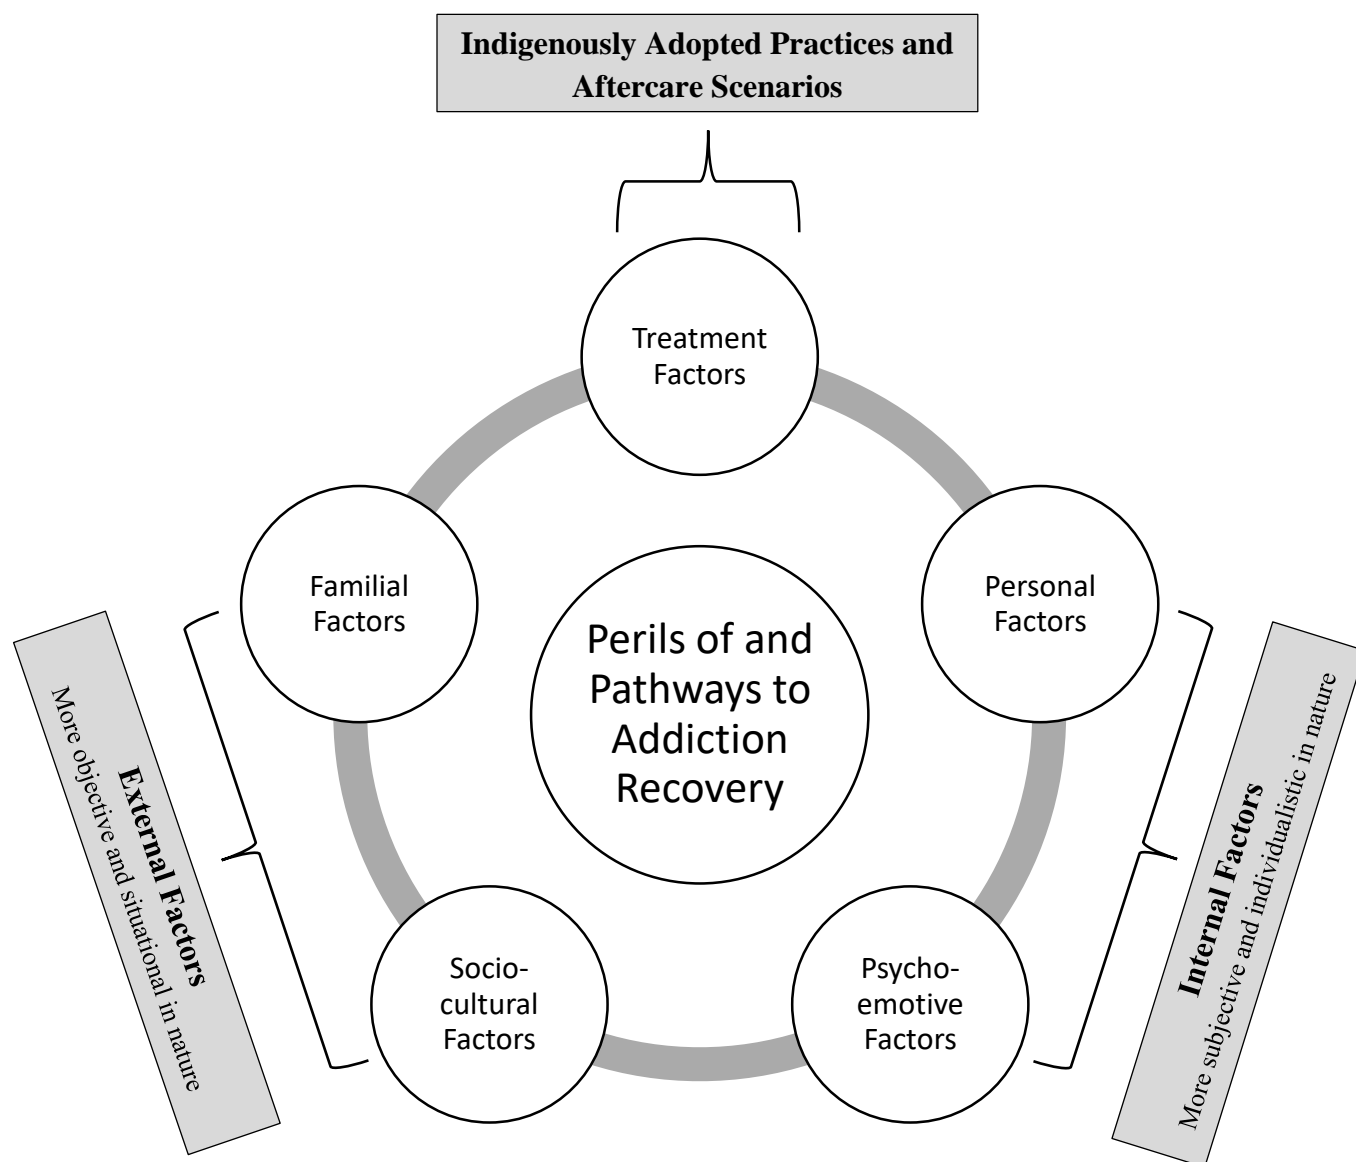 Indigenously Adopted Practices and
Aftercare Scenarios
Treatment
Factors
Familial
Factors
Personal
Factors
Perils of and
Pathways to
Addiction
Recovery
External Factors
More objective and situational in nature
Internal Factors
More subjective and individualistic in nature
Socio-
cultural
Factors
Psycho-
emotive
Factors